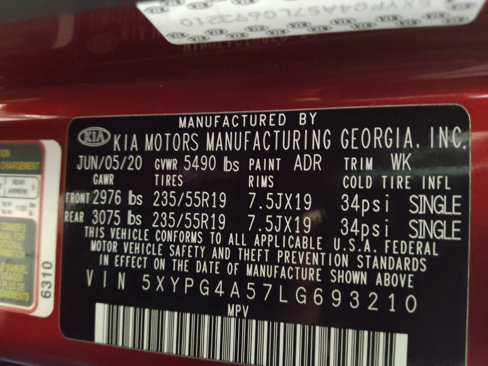 5XYPG4A57LG693210
MANUFACTURED BY
KIA KIA MOTORS MANUFACTURING GEORGIA, INC.
JUN/05/20 GVWR 5490 lbs PAINT ADR TRIM WK
GAWR TIRES RIMS COLD TIRE INFL
FRONT 2976 lbs 235/55R19 7.5JX19 34psi SINGLE
REAR 3075 lbs 235/55R19 7.5JX19 34psi SINGLE
THIS VEHICLE CONFORMS TO ALL APPLICABLE U.S.A. FEDERAL
MOTOR VEHICLE SAFETY AND THEFT PREVENTION STANDARDS
IN EFFECT ON THE DATE OF MANUFACTURE SHOWN ABOVE
VIN 5XYPG4A57LG693210
MPV
6310